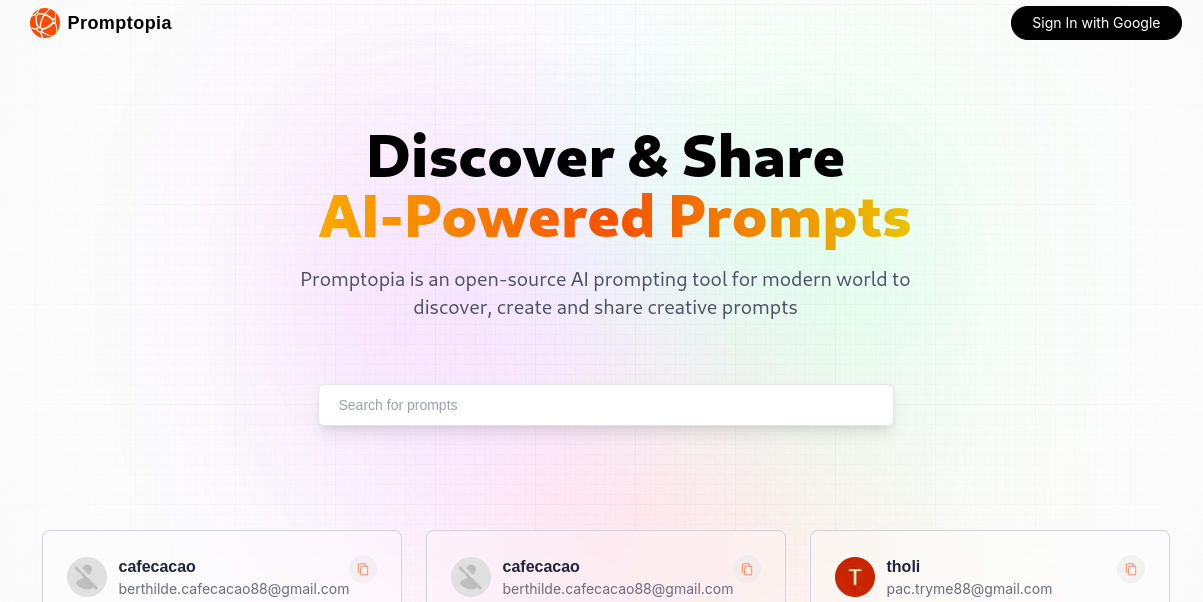 Promptopia
Sign In with Google
Discover & Share
AI-Powered Prompts
Promptopia is an open-source AI prompting tool for modern world to
discover, create and share creative prompts
Search for prompts
cafecacao
berthilde.cafecacao88@gmail.com
cafecacao
berthilde.cafecacao88@gmail.com
T
tholi
pac.tryme88@gmail.com